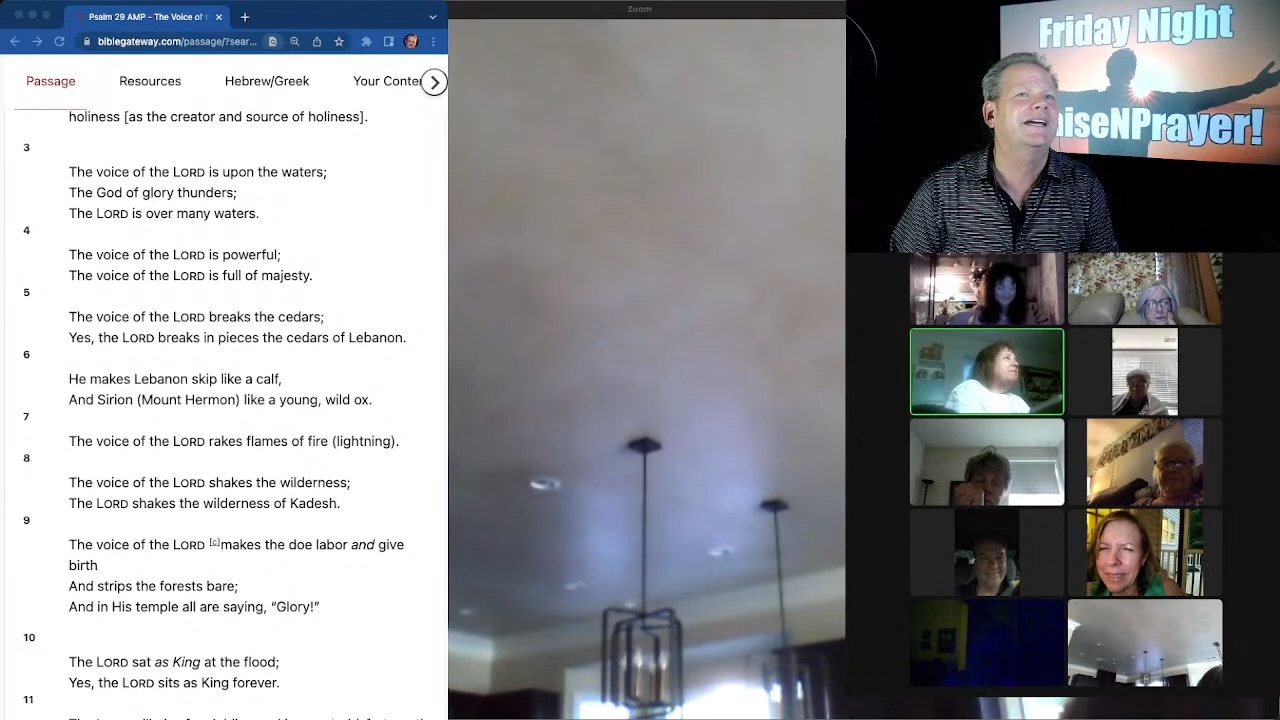 Psalm 29 AMP - The Voice of
biblegateway.com/passage/?sear...
Passage
Resources
Hebrew/Greek
Your Conte
holiness [as the creator and source of holiness].
3
The voice of the LORD is upon the waters;
The God of glory thunders;
The LORD is over many waters.
4
The voice of the LORD is powerful;
The voice of the LORD is full of majesty.
5
The voice of the LORD breaks the cedars;
Yes, the LORD breaks in pieces the cedars of Lebanon.
6
He makes Lebanon skip like a calf,
And Sirion (Mount Hermon) like a young, wild ox.
7
The voice of the LORD rakes flames of fire (lightning).
8
The voice of the LORD shakes the wilderness;
The LORD shakes the wilderness of Kadesh.
9
The voice of the LORD [c]makes the doe labor and give
birth
And strips the forests bare;
And in His temple all are saying, “Glory!”
10
The LORD sat as King at the flood;
Yes, the LORD sits as King forever.
11
Zoom
Friday Night
aiseNPrayer!